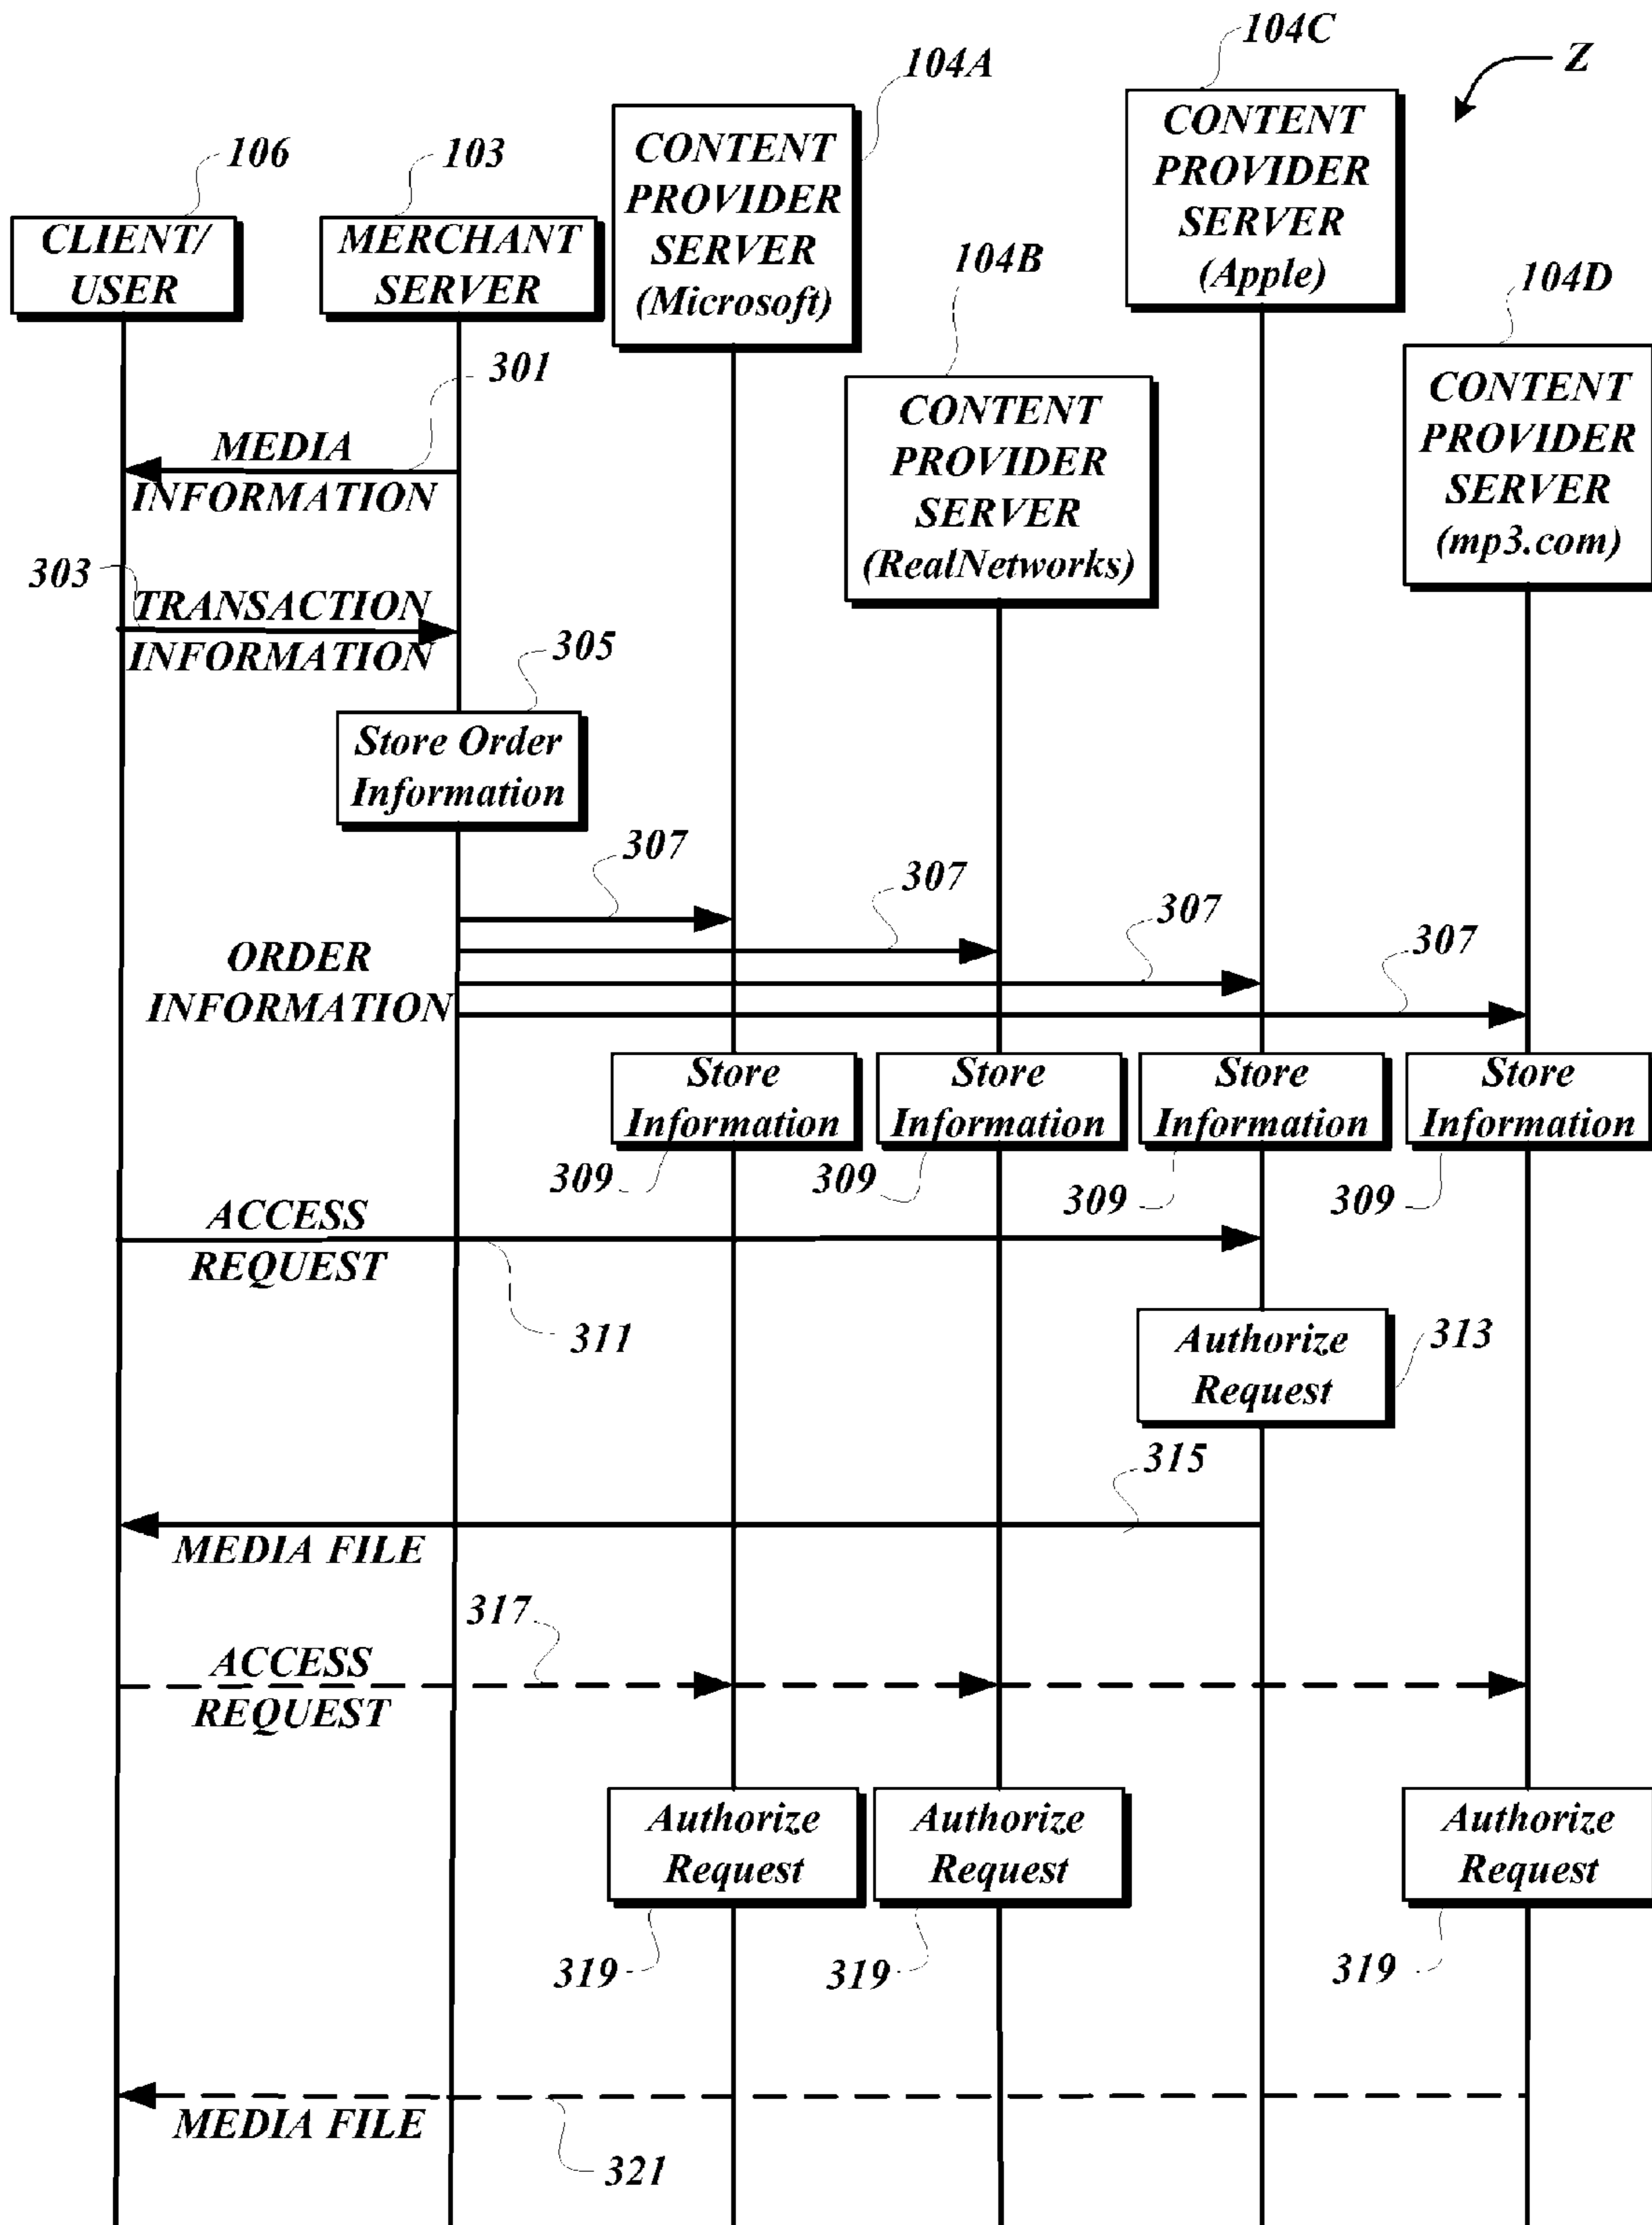 104C
Z
104A
CONTENT
PROVIDER
SERVER
(Apple)
106
103
CONTENT
PROVIDER
SERVER
(Microsoft)
CLIENT/
USER
MERCHANT
SERVER
104B
104D
301
CONTENT
PROVIDER
SERVER
(RealNetworks)
CONTENT
PROVIDER
SERVER
(mp3.com)
MEDIA
INFORMATION
303
TRANSACTION
INFORMATION
305
Store Order
Information
307
307
307
307
ORDER
INFORMATION
Store
Information
Store
Information
Store
Information
Store
Information
309
309
309
309
ACCESS
REQUEST
311
Authorize
Request
313
315
MEDIA FILE
317
ACCESS
REQUEST
Authorize
Request
Authorize
Request
Authorize
Request
319
319
319
MEDIA FILE
321